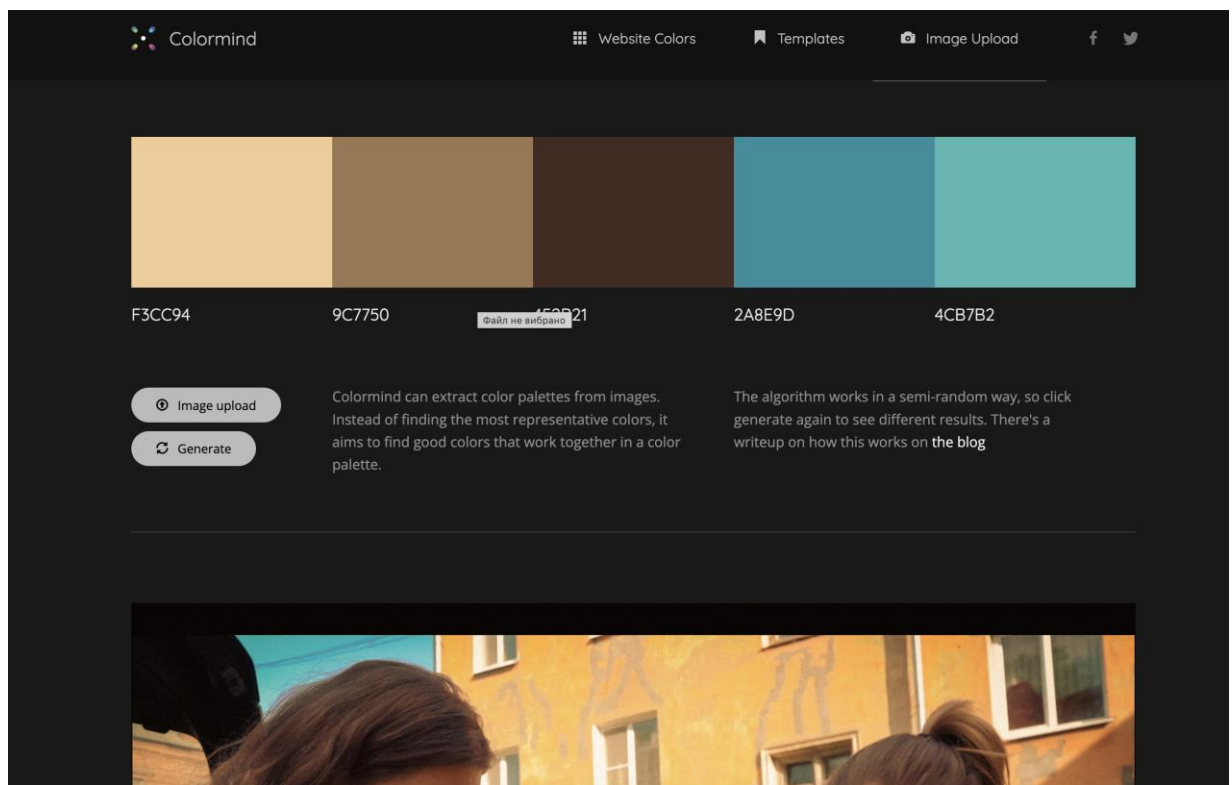 Colormind
Website Colors
Templates
Image Upload
F3CC94
9C7750
Файл не вибрано
2A8E9D
4CB7B2
Image upload
Generate
Colormind can extract color palettes from images.
Instead of finding the most representative colors, it
aims to find good colors that work together in a color
palette.
The algorithm works in a semi-random way, so click
generate again to see different results. There's a
writeup on how this works on the blog